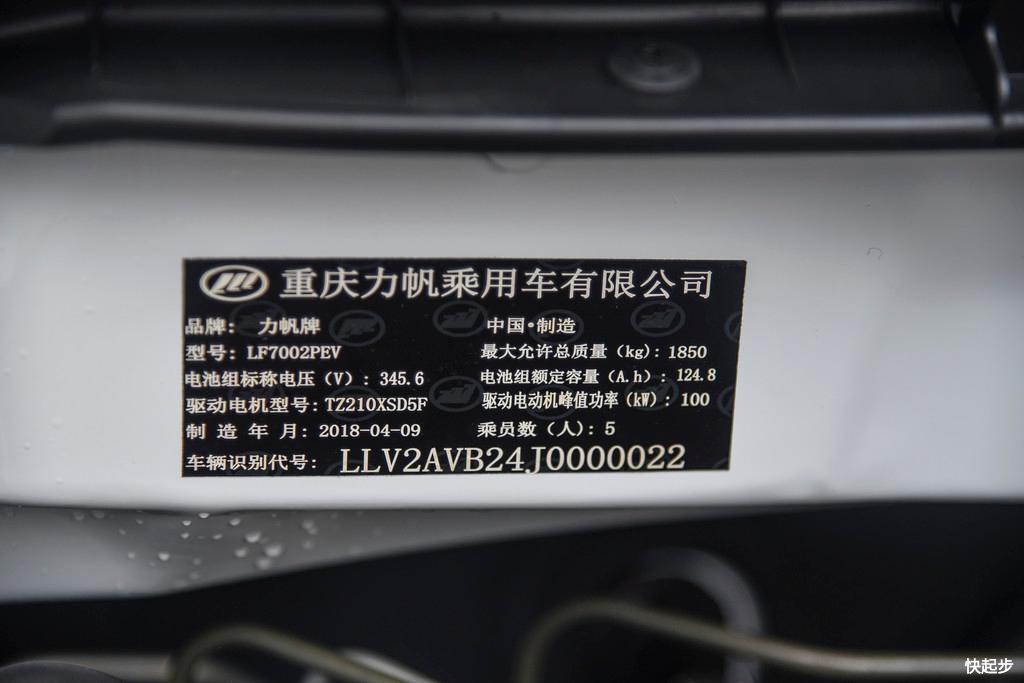 重庆力帆乘用车有限公司
品牌： 力帆牌 中国·制造
型号：LF7002PEV 最大允许总质量（kg）：1850
电池组标称电压（V）：345.6 电池组额定容量（A.h）：124.8
驱动电机型号：TZ210XSD5F 驱动电动机峰值功率（kW）：100
制 造 年 月：2018-04-09 乘员数（人）：5
车辆识别代号： LLV2AVB24J0000022
快起步